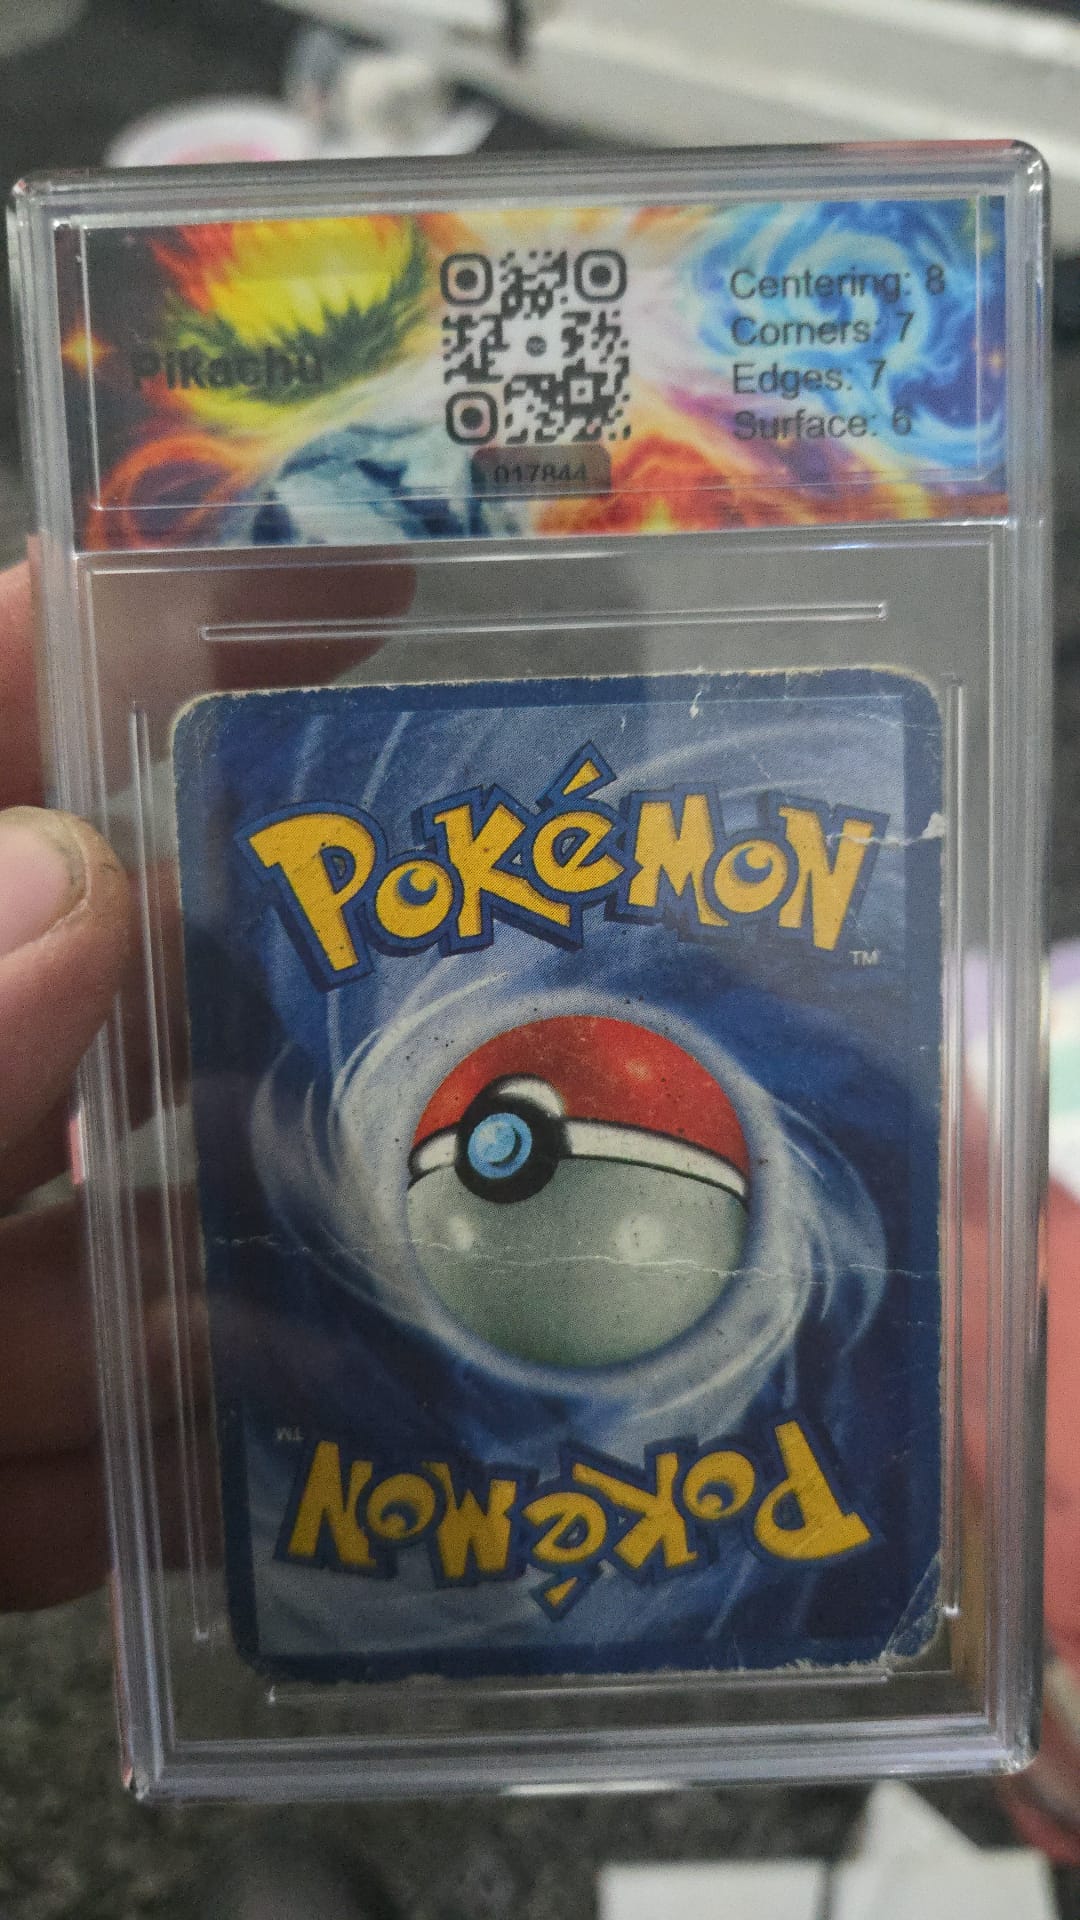 Pikachu
Centering: 8
Corners: 7
Edges: 7
Surface: 6
017844
POKéMON
TM
TM
POKéMON